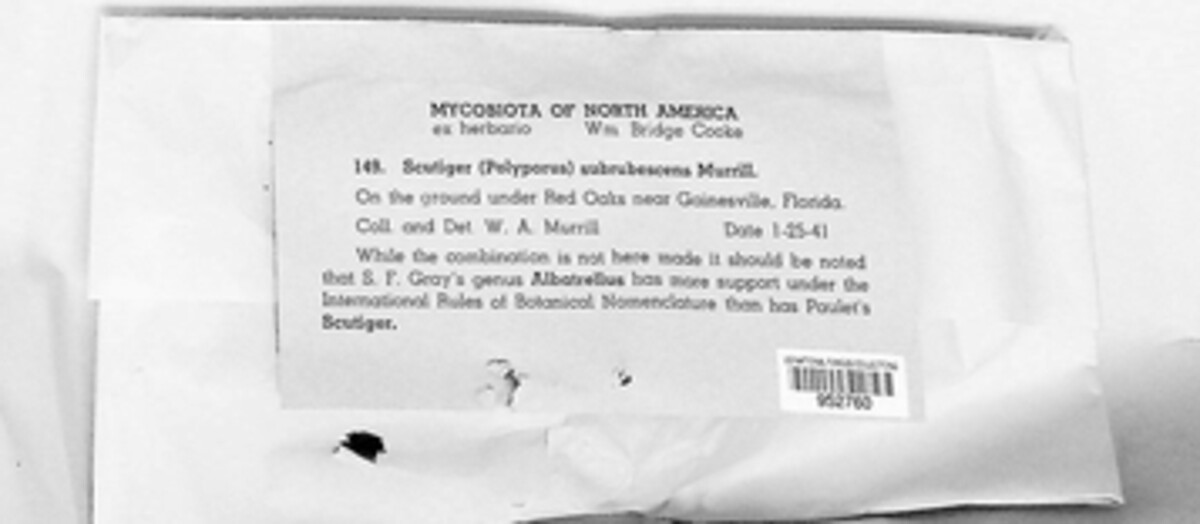 MYCOBIOTA OF NORTH AMERICA
ex herbario Wm Bridge Cooke
149. Scutiger (Polyporus) subrubescens Murrill.
On the ground under Red Oaks near Gainesville, Florida.
Coll. and Det. W. A. Murrill Date 1-25-41
While the combination is not here made it should be noted
that S. F. Gray's genus Albatrellus has more support under the
International Rules of Botanical Nomenclature than has Paulet's
Scutiger.
952760